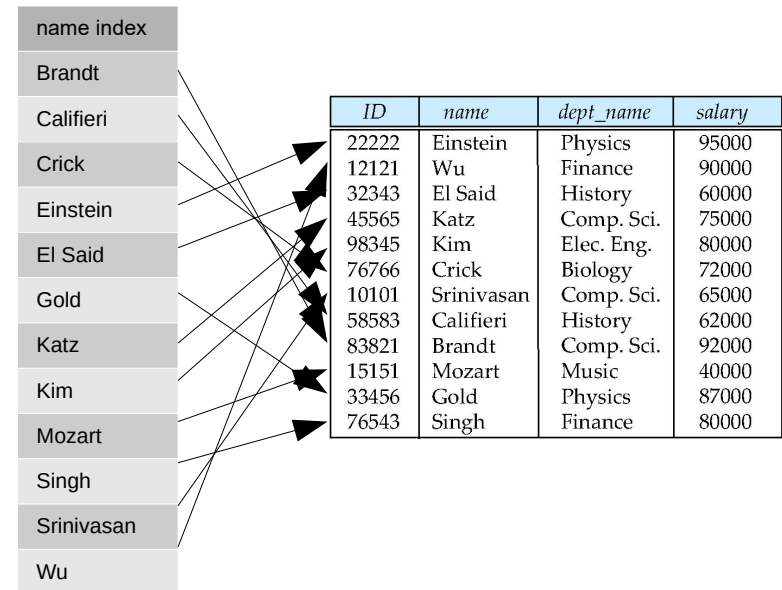 name index
Brandt
Califieri
Crick
Einstein
El Said
Gold
Katz
Kim
Mozart
Singh
Srinivasan
Wu
ID name dept_name salary
22222 Einstein Physics 95000
12121 Wu Finance 90000
32343 El Said History 60000
45565 Katz Comp. Sci. 75000
98345 Kim Elec. Eng. 80000
76766 Crick Biology 72000
10101 Srinivasan Comp. Sci. 65000
58583 Califieri History 62000
83821 Brandt Comp. Sci. 92000
15151 Mozart Music 40000
33456 Gold Physics 87000
76543 Singh Finance 80000